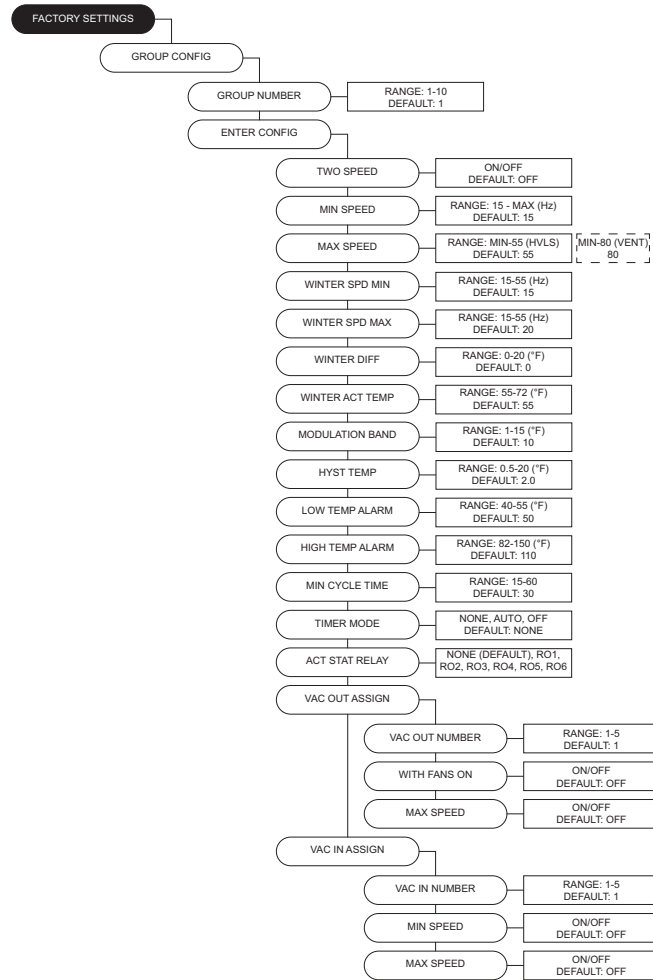 FACTORY SETTINGS
GROUP CONFIG
GROUP NUMBER
RANGE: 1-10
DEFAULT: 1
ENTER CONFIG
TWO SPEED
ON/OFF
DEFAULT: OFF
MIN SPEED
RANGE: 15 - MAX (Hz)
DEFAULT: 15
MAX SPEED
RANGE: MIN-55 (HVLS)
DEFAULT: 55
MIN-80 (VENT)
80
WINTER SPD MIN
RANGE: 15-55 (Hz)
DEFAULT: 15
WINTER SPD MAX
RANGE: 15-55 (Hz)
DEFAULT: 20
WINTER DIFF
RANGE: 0-20 (°F)
DEFAULT: 0
WINTER ACT TEMP
RANGE: 55-72 (°F)
DEFAULT: 55
MODULATION BAND
RANGE: 1-15 (°F)
DEFAULT: 10
HYST TEMP
RANGE: 0.5-20 (°F)
DEFAULT: 2.0
LOW TEMP ALARM
RANGE: 40-55 (°F)
DEFAULT: 50
HIGH TEMP ALARM
RANGE: 82-150 (°F)
DEFAULT: 110
MIN CYCLE TIME
RANGE: 15-60
DEFAULT: 30
TIMER MODE
NONE, AUTO, OFF
DEFAULT: NONE
ACT STAT RELAY
NONE (DEFAULT), RO1,
RO2, RO3, RO4, RO5, RO6
VAC OUT ASSIGN
VAC OUT NUMBER
RANGE: 1-5
DEFAULT: 1
WITH FANS ON
ON/OFF
DEFAULT: OFF
MAX SPEED
ON/OFF
DEFAULT: OFF
VAC IN ASSIGN
VAC IN NUMBER
RANGE: 1-5
DEFAULT: 1
MIN SPEED
ON/OFF
DEFAULT: OFF
MAX SPEED
ON/OFF
DEFAULT: OFF